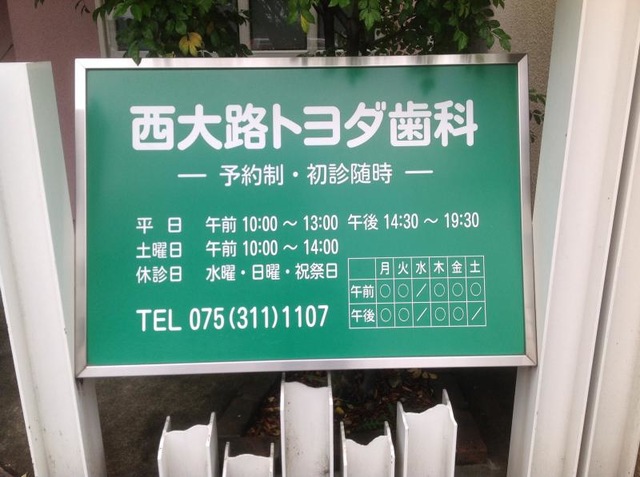 西大路トヨダ歯科
― 予約制・初診随時 ―
平日 午前 10:00 ～ 13:00 午後 14:30 ～ 19:30
土曜日 午前 10:00 ～ 14:00
休診日 水曜・日曜・祝祭日
月 火 水 木 金 土
午前 ○ ○ ／ ○ ○ ○
午後 ○ ○ ／ ○ ○ ／
TEL 075(311)1107